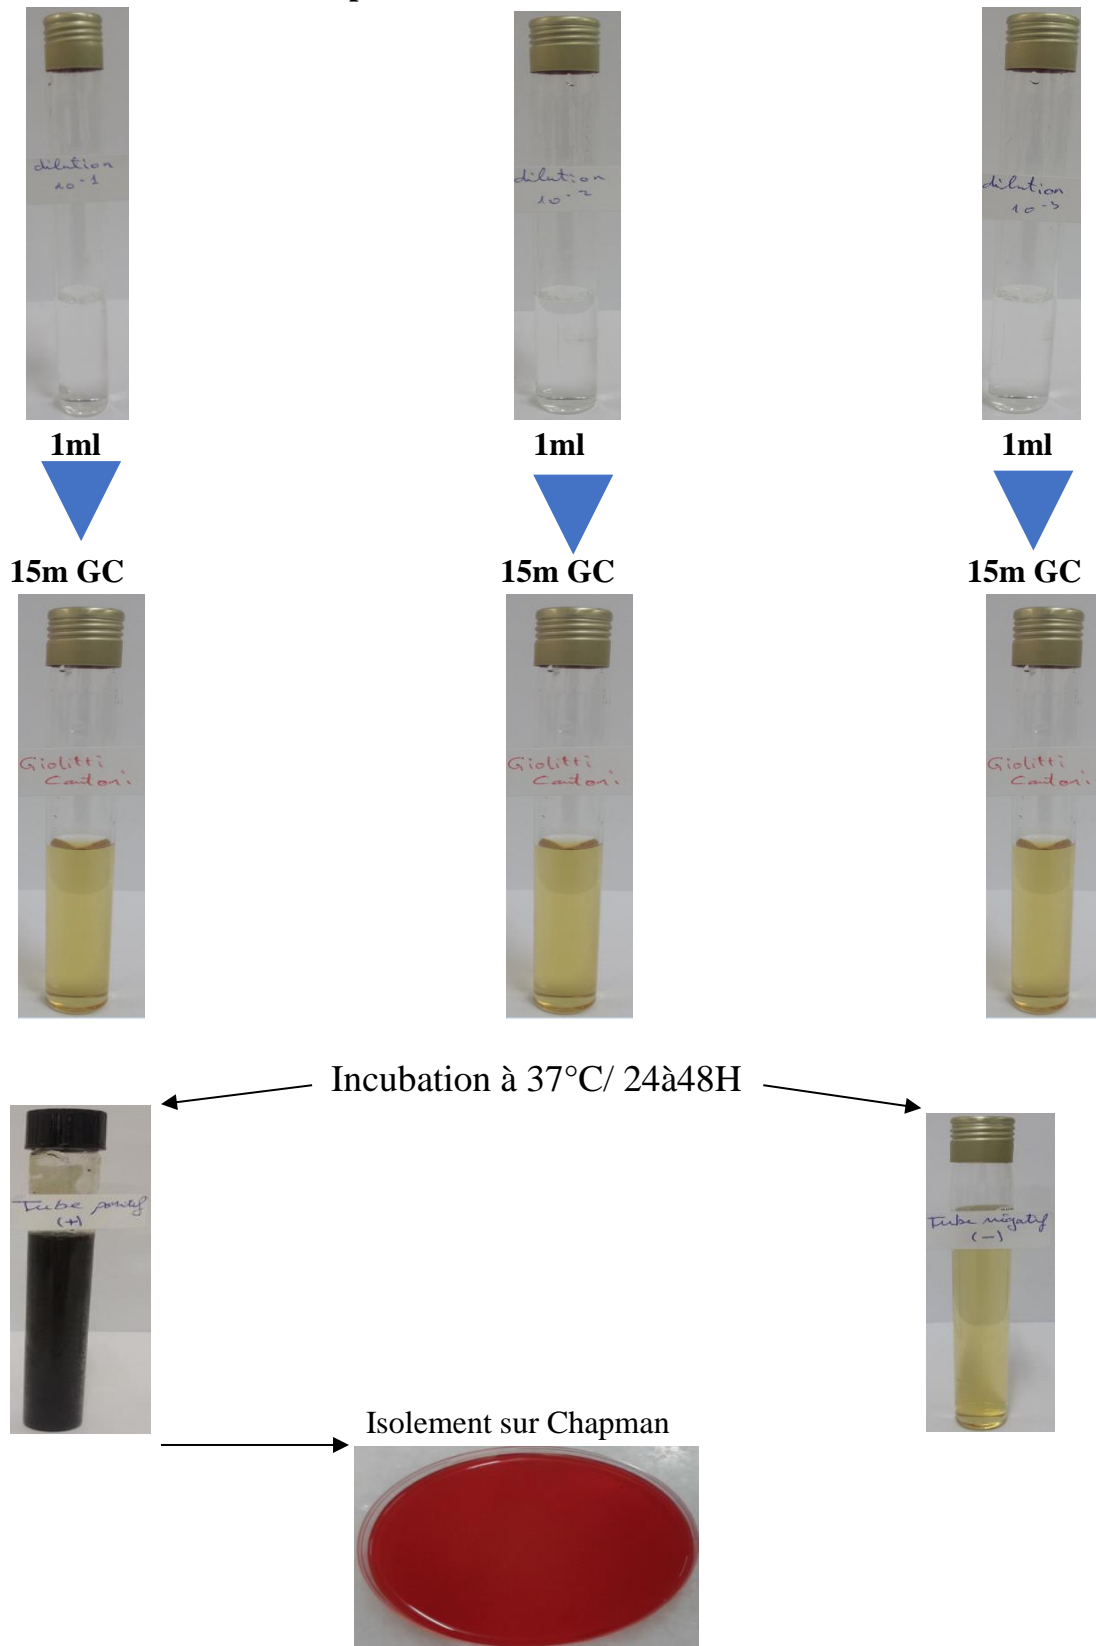 dilution
10⁻¹
dilution
10⁻²
dilution
10⁻³
1ml
1ml
1ml
15m GC
15m GC
15m GC
Giolitti
Cantoni
Giolitti
Cantoni
Giolitti
Cantoni
Incubation à 37°C/ 24à48H
Tube positif
(+)
Tube négatif
(-)
Isolement sur Chapman